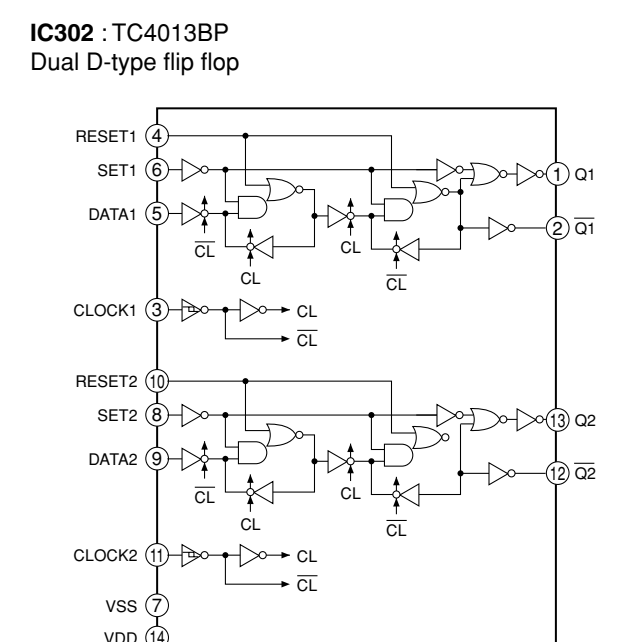 IC302 : TC4013BP
Dual D-type flip flop
RESET1 4
SET1 6
1 Q1
DATA1 5
2 Q1
CL
CL
CL
CL
CLOCK1 3
CL
CL
RESET2 10
SET2 8
13 Q2
DATA2 9
12 Q2
CL
CL
CL
CL
CLOCK2 11
CL
CL
VSS 7
VDD 14